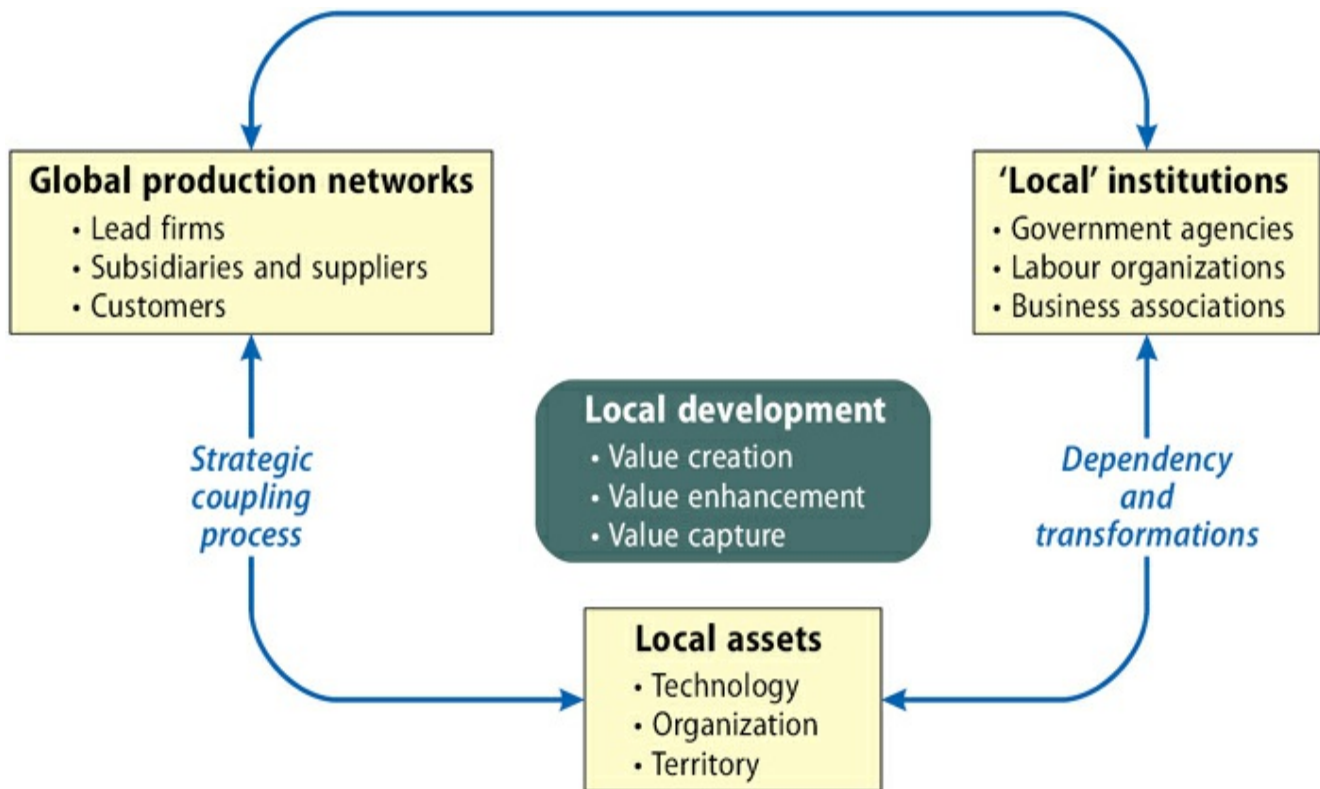 Global production networks
• Lead firms
• Subsidiaries and suppliers
• Customers
‘Local’ institutions
• Government agencies
• Labour organizations
• Business associations
Strategic
coupling
process
Local development
• Value creation
• Value enhancement
• Value capture
Dependency
and
transformations
Local assets
• Technology
• Organization
• Territory